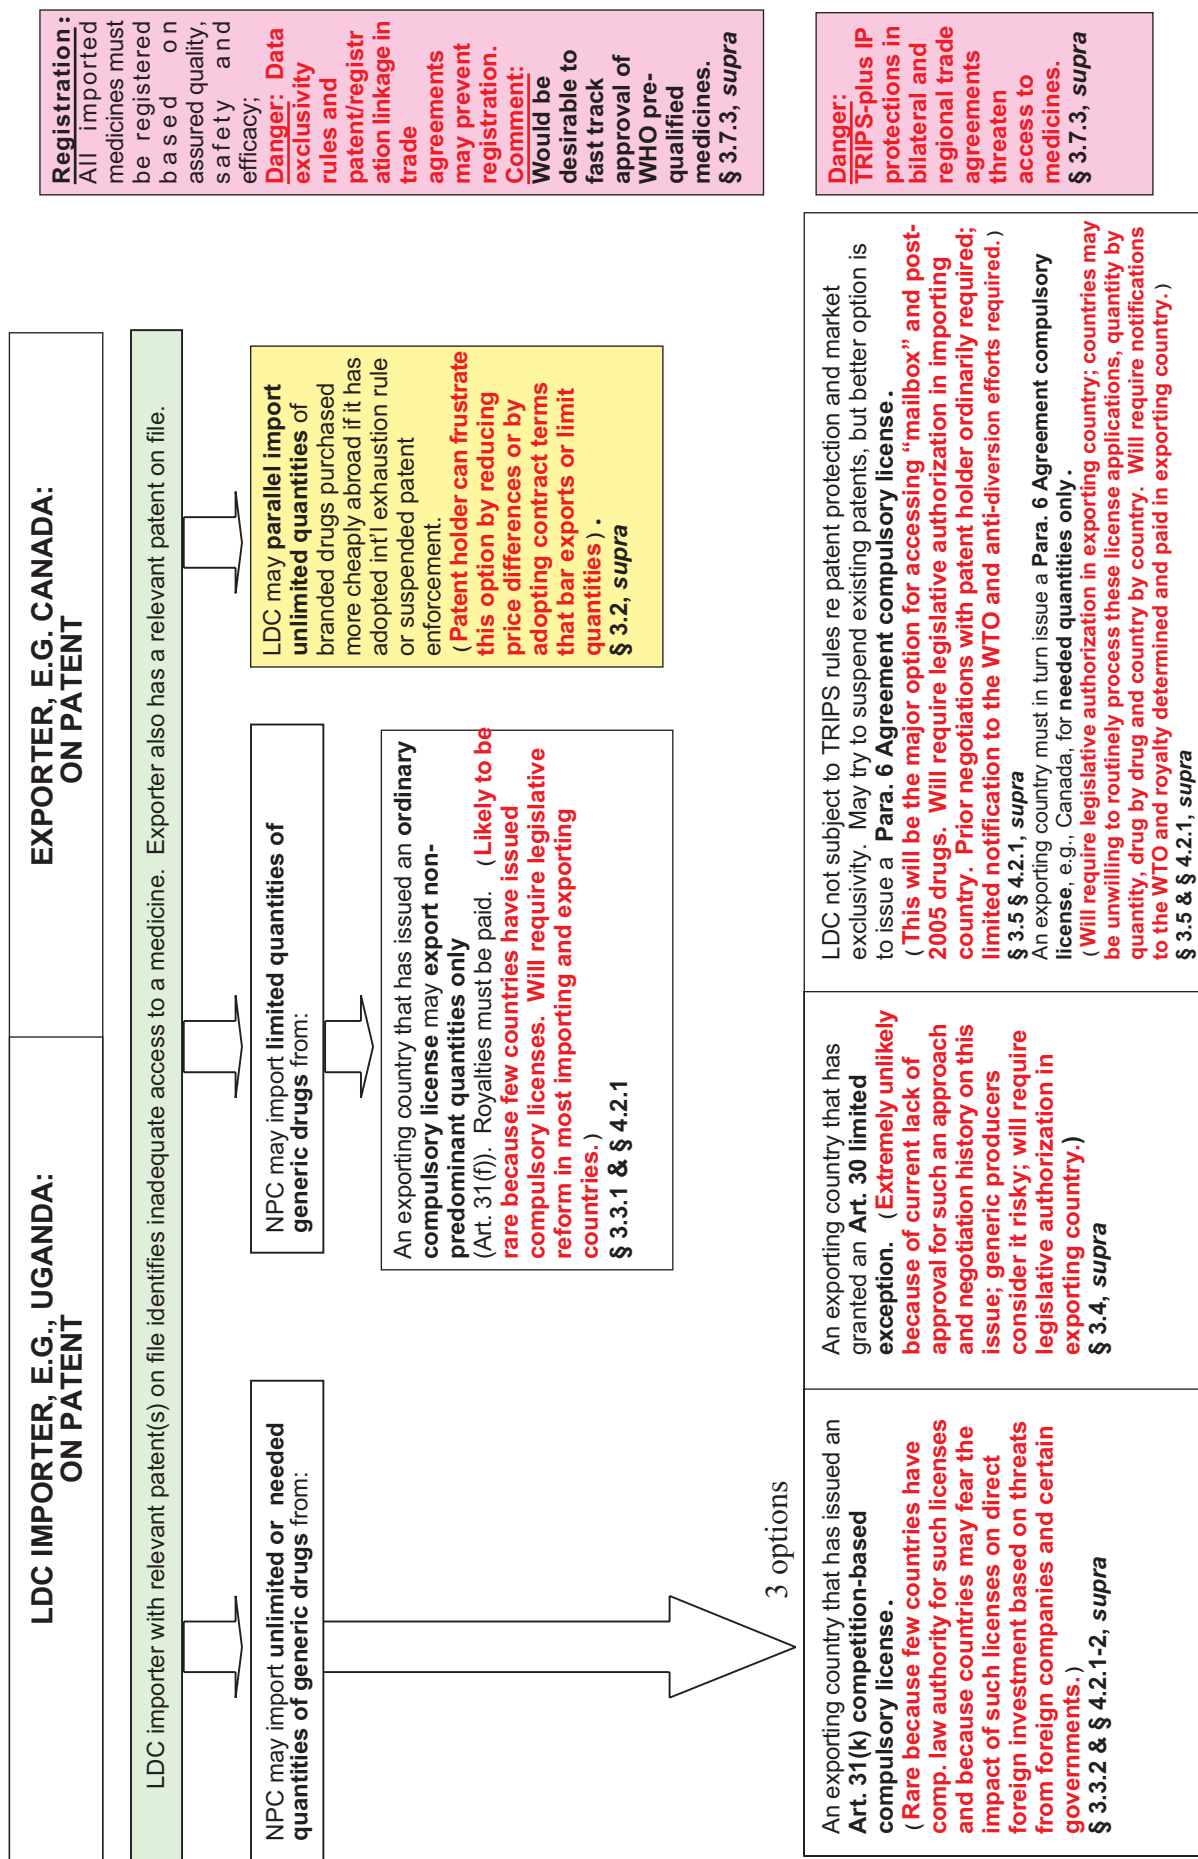 LDC IMPORTER, E.G., UGANDA:
ON PATENT
EXPORTER, E.G. CANADA:
ON PATENT
LDC importer with relevant patent(s) on file identifies inadequate access to a medicine.  Exporter also has a relevant patent on file.
NPC may import unlimited or  needed
quantities of generic drugs from:
NPC may import limited quantities of
generic drugs from:
An exporting country that has issued an ordinary
compulsory license may export non-
predominant quantities only
(Art. 31(f)).  Royalties must be paid.   (Likely to be
rare because few countries have issued
compulsory licenses.  Will require legislative
reform in most importing and exporting
countries.)
§ 3.3.1 & § 4.2.1
LDC may parallel import
unlimited quantities of
branded drugs purchased
more cheaply abroad if it has
adopted int'l exhaustion rule
or suspended patent
enforcement.
(Patent holder can frustrate
this option by reducing
price differences or by
adopting contract terms
that bar exports or limit
quantities).
§ 3.2, supra
Registration:
All imported
medicines must
be registered
based on
assured quality,
safety and
efficacy;
Danger:  Data
exclusivity
rules and
patent/registr
ation linkage in
trade
agreements
may prevent
registration.
Comment:
Would be
desirable to
fast track
approval of
WHO pre-
qualified
medicines.
§ 3.7.3, supra
3 options
An exporting country that has issued an
Art. 31(k) competition-based
compulsory license.
(Rare because few countries have
comp. law authority for such licenses
and because countries may fear the
impact of such licenses on direct
foreign investment based on threats
from foreign companies and certain
governments.)
§ 3.3.2 & § 4.2.1-2, supra
An exporting country that has
granted an Art. 30 limited
exception.  (Extremely unlikely
because of current lack of
approval for such an approach
and negotiation history on this
issue; generic producers
consider it risky; will require
legislative authorization in
exporting country.)
§ 3.4, supra
LDC not subject to TRIPS rules re patent protection and market
exclusivity.  May try to suspend existing patents, but better option is
to issue a Para. 6 Agreement compulsory license.
(This will be the major option for accessing “mailbox” and post-
2005 drugs.  Will require legislative authorization in importing
country.  Prior negotiations with patent holder ordinarily required;
limited notification to the WTO and anti-diversion efforts required.)
§ 3.5 § 4.2.1, supra
An exporting country must in turn issue a Para. 6 Agreement compulsory
license, e.g., Canada, for needed quantities only.
(Will require legislative authorization in exporting country; countries may
be unwilling to routinely process these license applications, quantity by
quantity, drug by drug and country by country.  Will require notifications
to the WTO and royalty determined and paid in exporting country.)
§ 3.5 & § 4.2.1, supra
Danger:
TRIPS-plus IP
protections in
bilateral and
regional trade
agreements
threaten
access to
medicines.
§ 3.7.3, supra